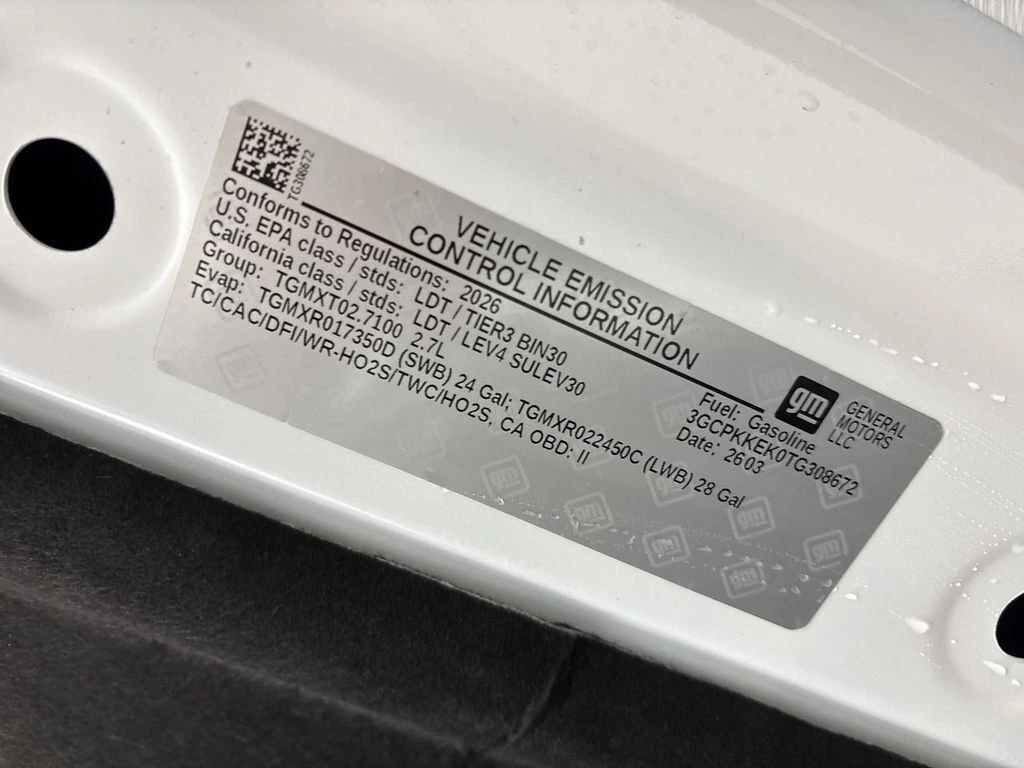 TG308672
VEHICLE EMISSION
CONTROL INFORMATION
Conforms to Regulations: 2026
U.S. EPA class / stds: LDT / TIER3 BIN30
California class / stds: LDT / LEV4 SULEV30
Group: TGMXT02.7100 2.7L
Evap: TGMXR017350D (SWB) 24 Gal; TGMXR022450C (LWB) 28 Gal
TC/CAC/DFI/WR-HO2S/TWC/HO2S, CA OBD: II
Fuel: Gasoline
3GCPKKEK0TG308672
Date: 2603
gm
GENERAL
MOTORS
LLC